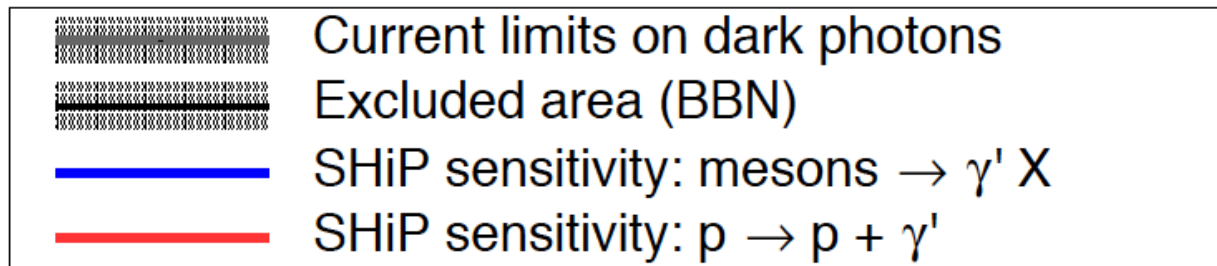 Current limits on dark photons
Excluded area (BBN)
SHiP sensitivity: mesons → γ' X
SHiP sensitivity: p → p + γ'